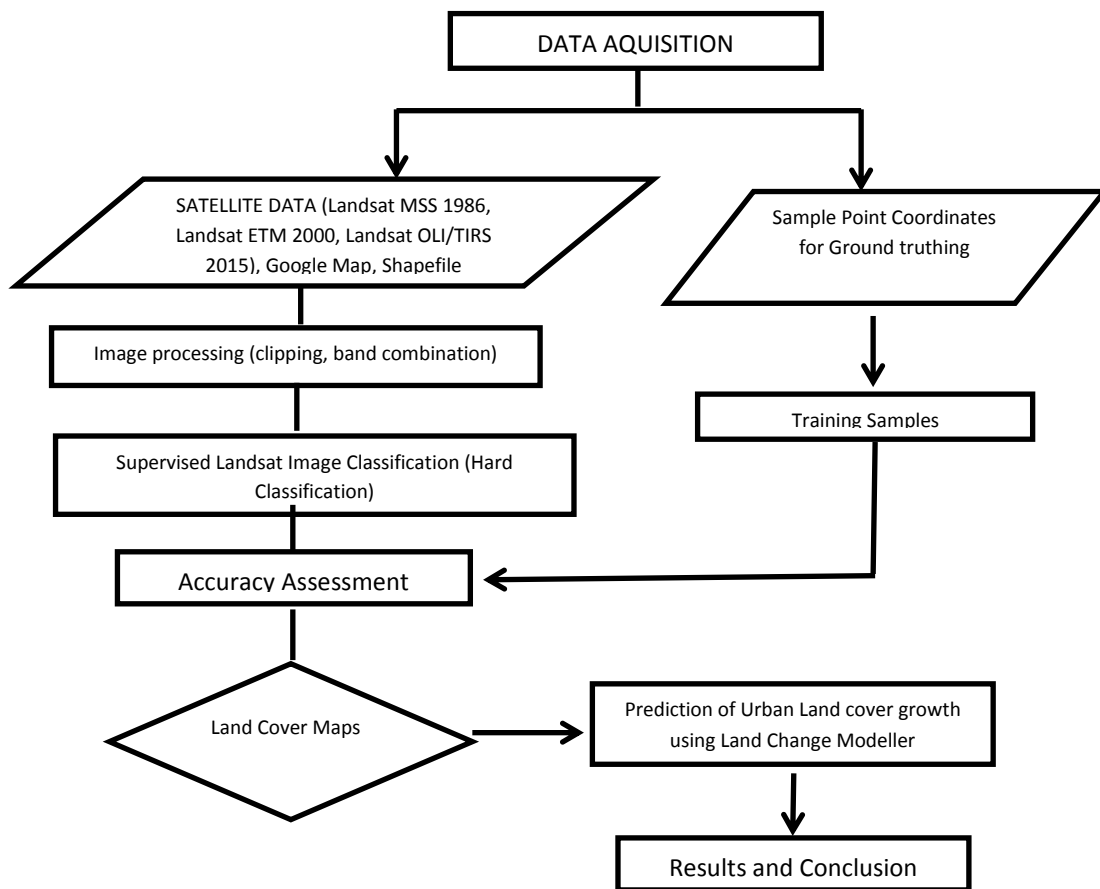 DATA AQUISITION
SATELLITE DATA (Landsat MSS 1986,
Landsat ETM 2000, Landsat OLI/TIRS
2015), Google Map, Shapefile
Sample Point Coordinates
for Ground truthing
Image processing (clipping, band combination)
Training Samples
Supervised Landsat Image Classification (Hard
Classification)
Accuracy Assessment
Land Cover Maps
Prediction of Urban Land cover growth
using Land Change Modeller
Results and Conclusion